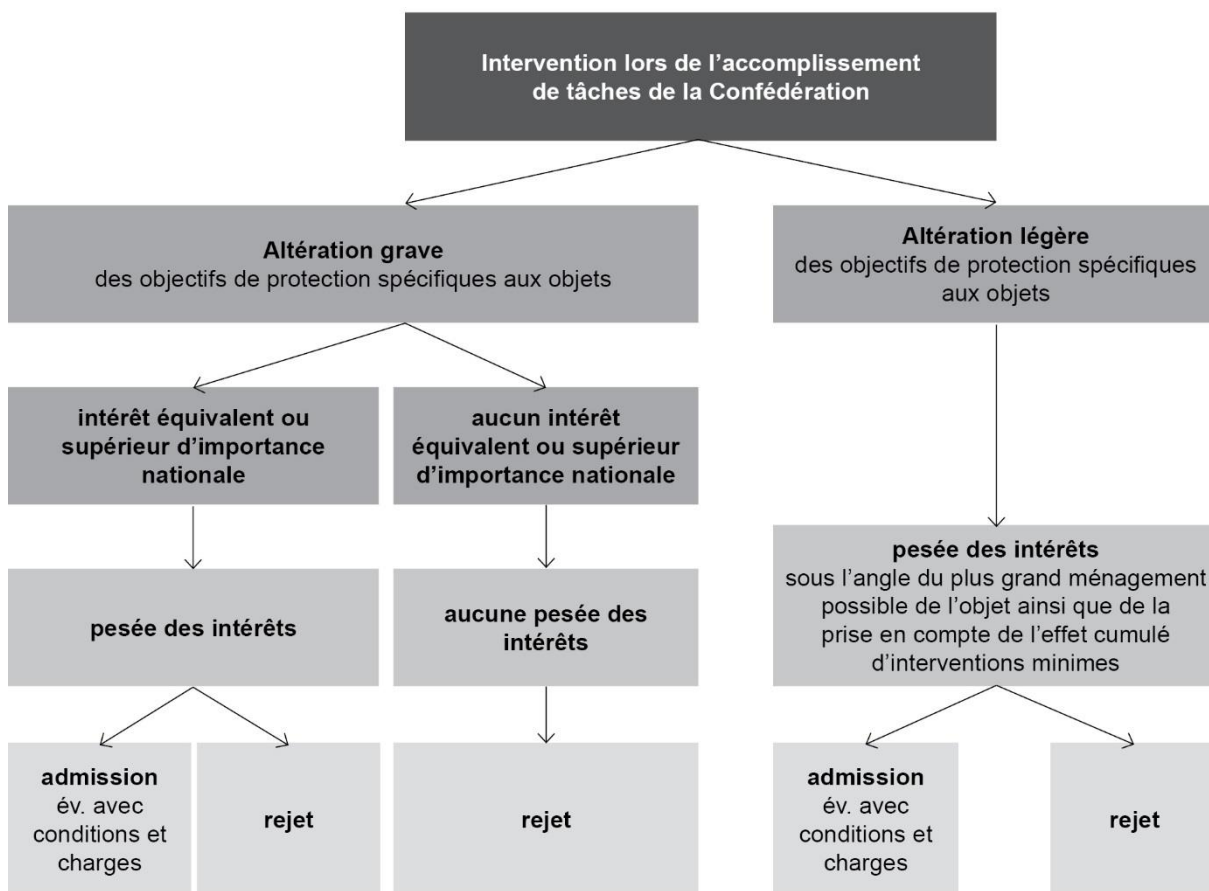 Intervention lors de l'accomplissement
de tâches de la Confédération
Altération grave
des objectifs de protection spécifiques aux objets
Altération légère
des objectifs de protection spécifiques
aux objets
intérêt équivalent ou
supérieur d'importance
nationale
aucun intérêt
équivalent ou supérieur
d'importance nationale
pesée des intérêts
aucune pesée des
intérêts
pesée des intérêts
sous l'angle du plus grand ménagement
possible de l'objet ainsi que de la
prise en compte de l'effet cumulé
d'interventions minimes
admission
év. avec
conditions et
charges
rejet
rejet
admission
év. avec
conditions et
charges
rejet